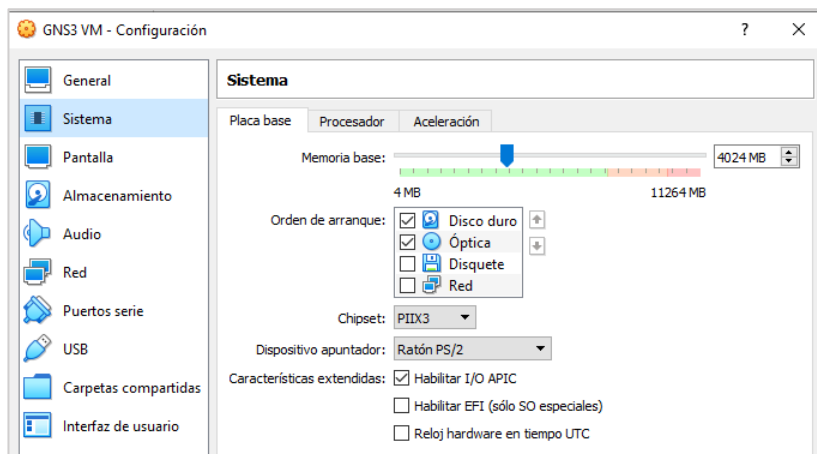 GNS3 VM - Configuración
?
General
Sistema
Pantalla
Almacenamiento
Audio
Red
Puertos serie
USB
Carpetas compartidas
Interfaz de usuario
Sistema
Placa base Procesador Aceleración
Memoria base: 4024 MB
4 MB 11264 MB
Orden de arranque: Disco duro
Óptica
Disquete
Red
Chipset: PIIX3
Dispositivo apuntador: Ratón PS/2
Características extendidas: Habilitar I/O APIC
Habilitar EFI (sólo SO especiales)
Reloj hardware en tiempo UTC